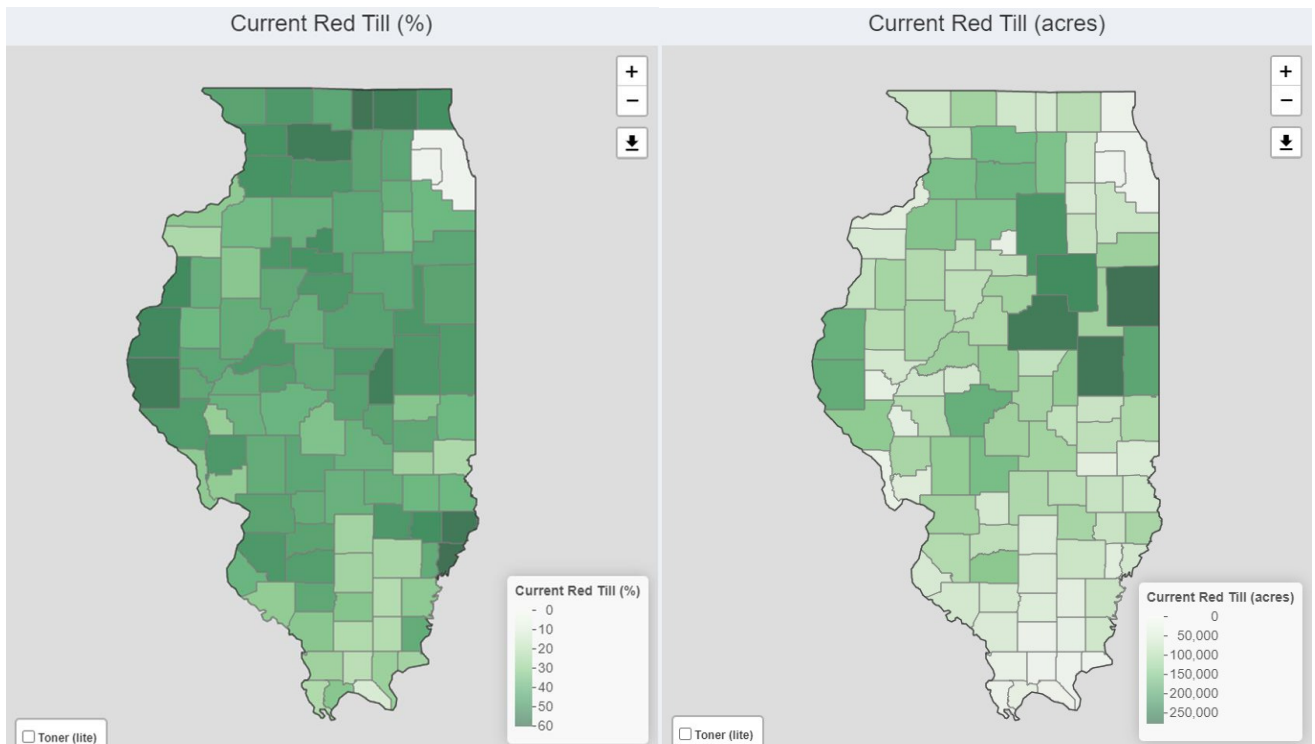 Current Red Till (%)
+
−
Current Red Till (%)
- 0
-10
-20
-30
-40
-50
-60
Toner (lite)
Current Red Till (acres)
+
−
Current Red Till (acres)
- 0
- 50,000
-100,000
-150,000
-200,000
-250,000
Toner (lite)